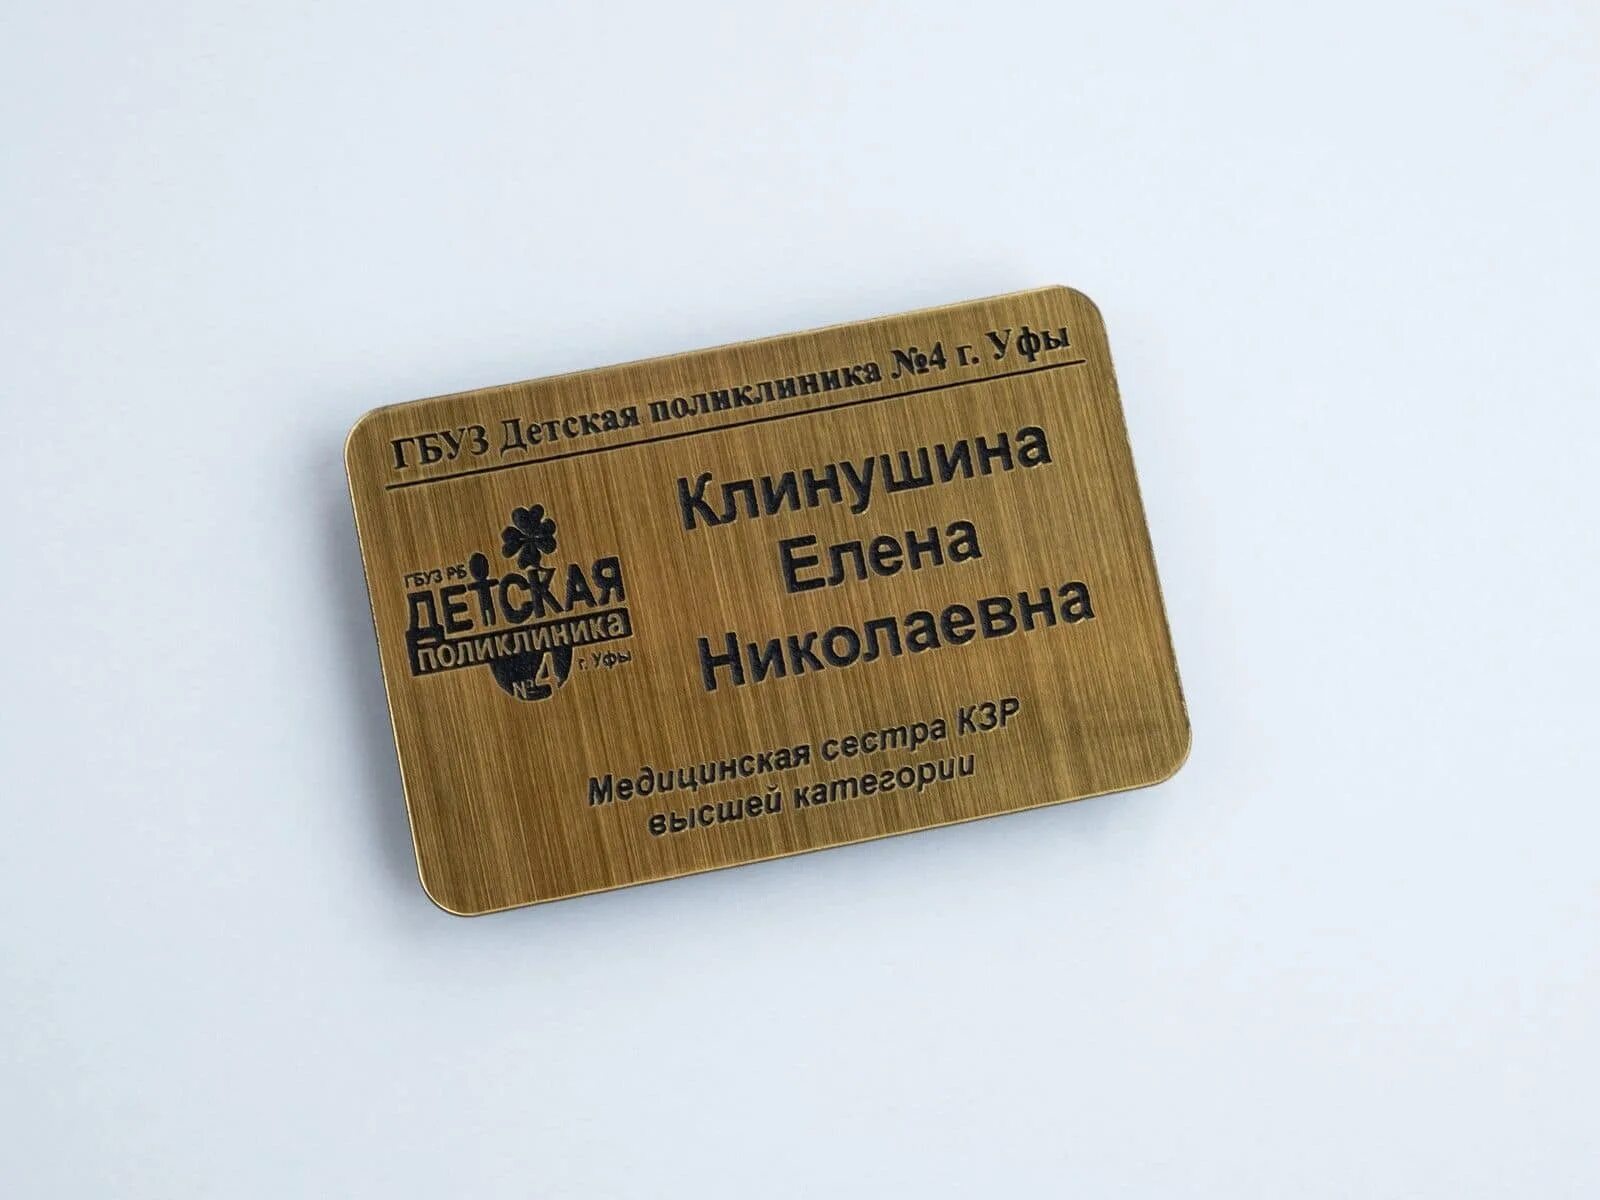 ГБУЗ Детская поликлиника №4 г. Уфы
ГБУЗ РБ
ДЕТСКАЯ
ПОЛИКЛИНИКА
№4 г. Уфы
Клинушина
Елена
Николаевна
Медицинская сестра КЗР
высшей категории